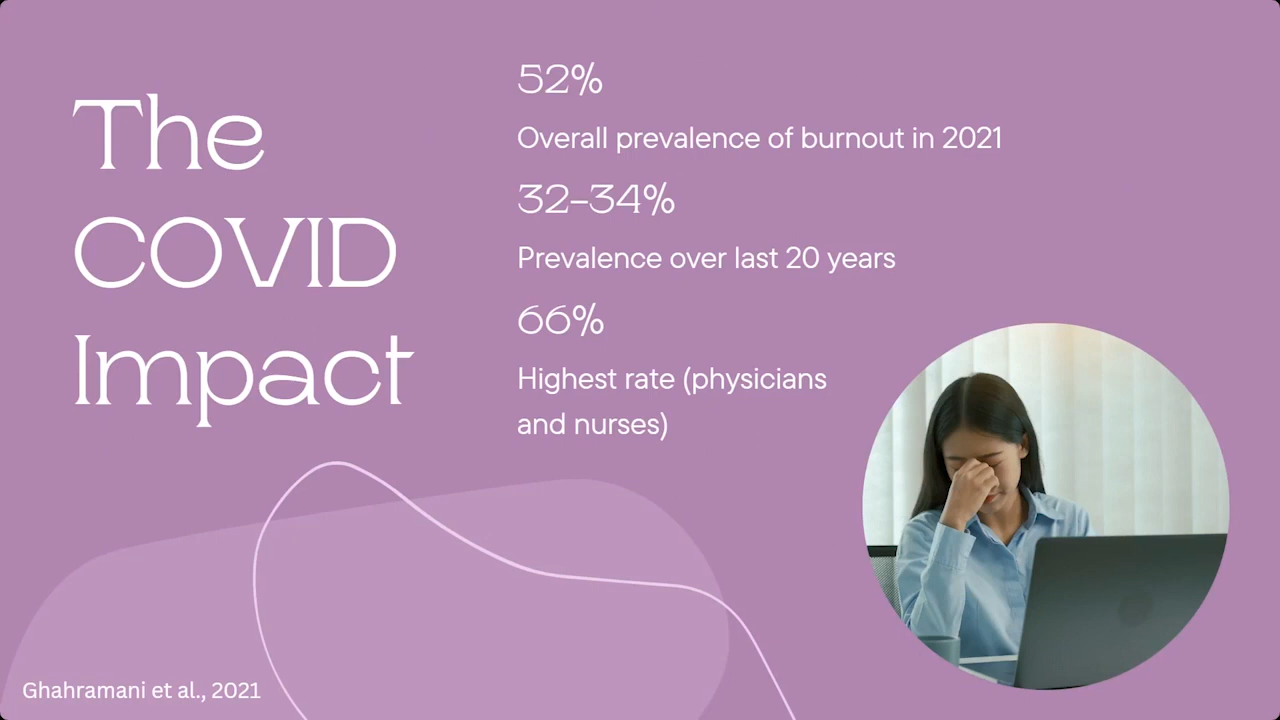 The
COVID
Impact
52%
Overall prevalence of burnout in 2021
32–34%
Prevalence over last 20 years
66%
Highest rate (physicians
and nurses)
Ghahramani et al., 2021